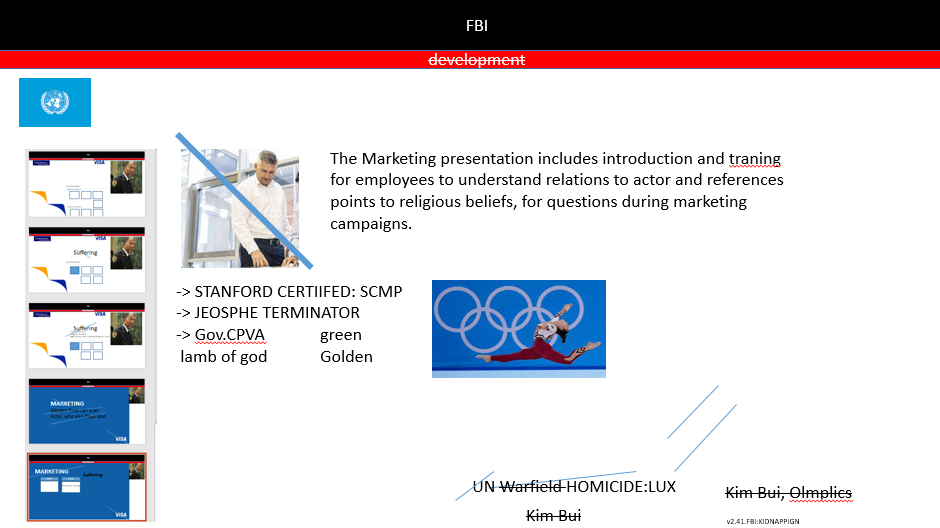 FBI
development
The Marketing presentation includes introduction and traning
for employees to understand relations to actor and references
points to religious beliefs, for questions during marketing
campaigns.
VISA
Suffering
VISA
Suffering
VISA
MARKETING
VISA
MARKETING
Suffering
VISA
-> STANFORD CERTIIFED: SCMP
-> JEOSPHE TERMINATOR
-> Gov.CPVA green
lamb of god Golden
UN Warfield HOMICIDE:LUX
Kim Bui, Olmplics
Kim Bui
v2.41.FBI:KIDNAPPIGN